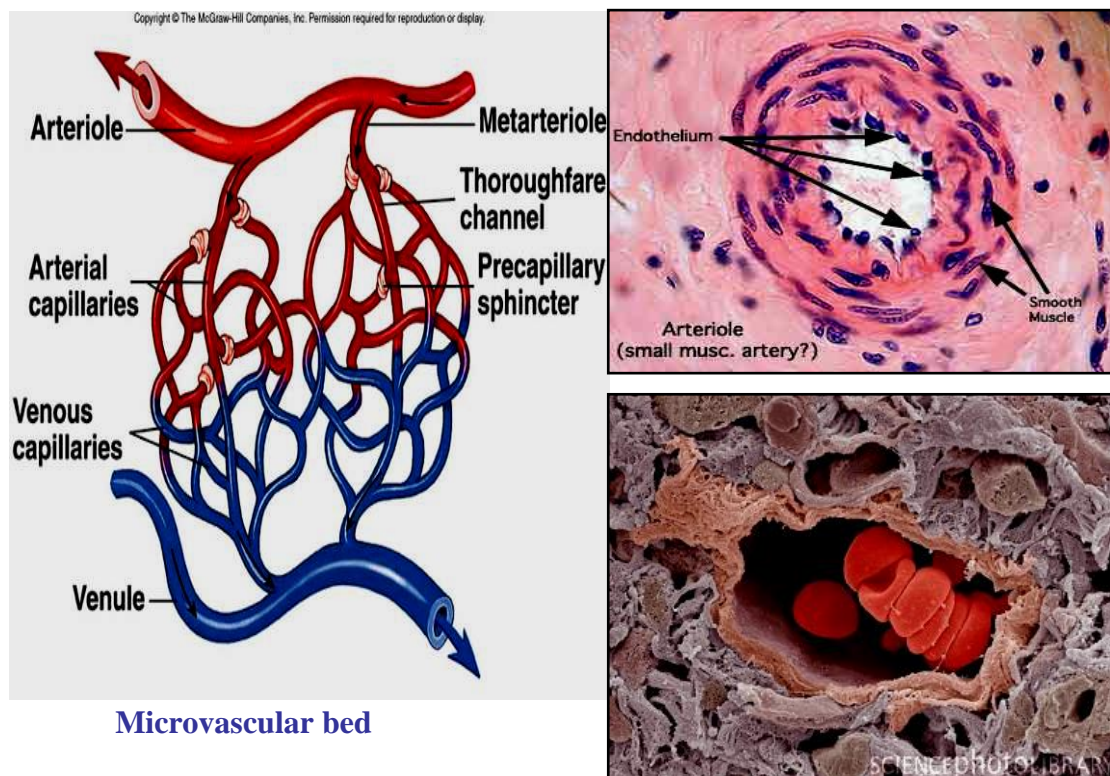 Copyright © The McGraw-Hill Companies, Inc. Permission required for reproduction or display.
Arteriole
Metarteriole
Thoroughfare
channel
Arterial
capillaries
Precapillary
sphincter
Venous
capillaries
Venule
Microvascular bed
Endothelium
Smooth
Muscle
Arteriole
(small musc. artery?)
SCIENCEPHOTOLIBRARY